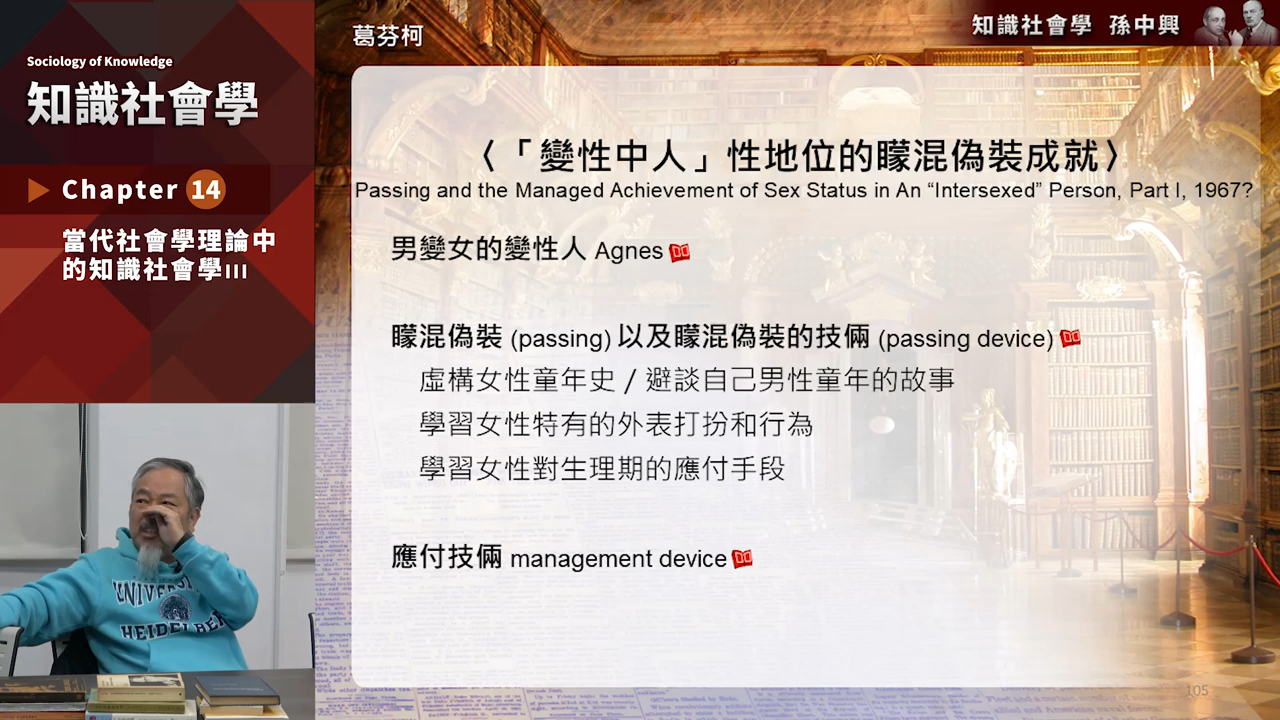 Sociology of Knowledge
知識社會學
Chapter 14
當代社會學理論中
的知識社會學III
葛芬柯
知識社會學 孫中興
〈「變性中人」性地位的矇混偽裝成就〉
Passing and the Managed Achievement of Sex Status in An “Intersexed” Person, Part I, 1967?
男變女的變性人 Agnes
矇混偽裝 (passing) 以及矇混偽裝的技倆 (passing device)
虛構女性童年史 / 避談自己男性童年的故事
學習女性特有的外表打扮和行為
學習女性對生理期的應付手段
應付技倆 management device
105